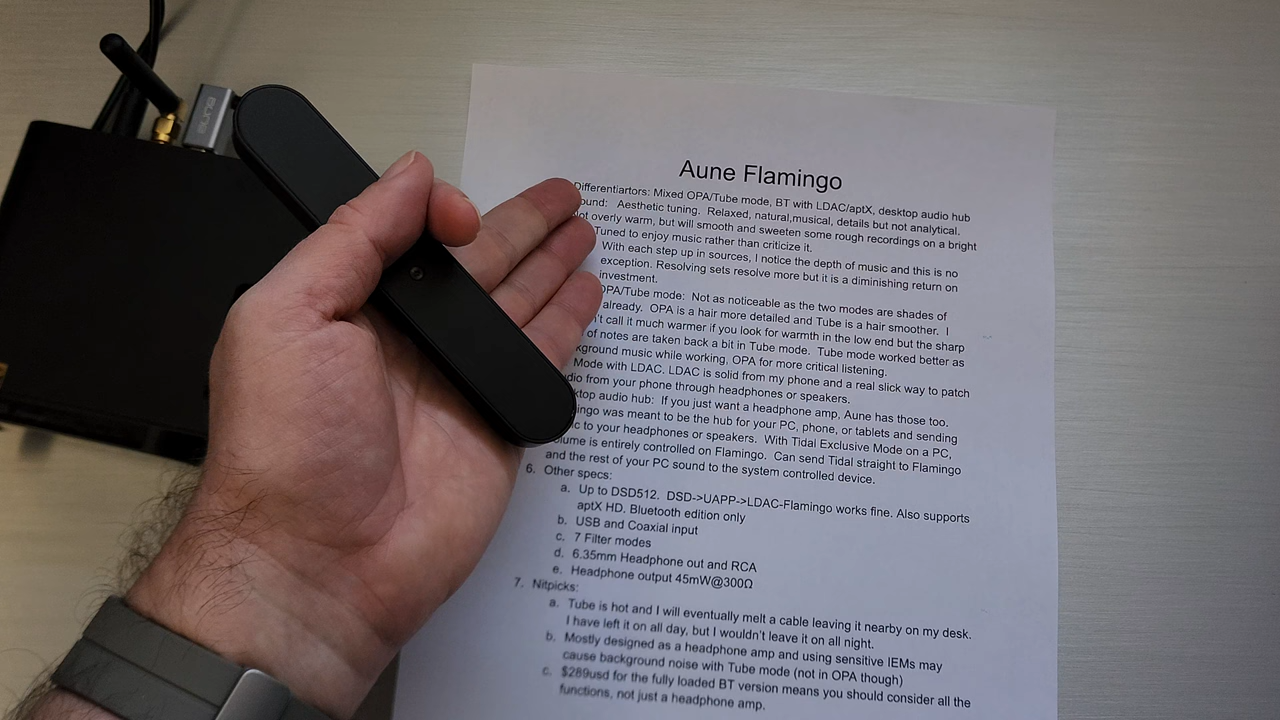 aune
Aune Flamingo
Differentiartors: Mixed OPA/Tube mode, BT with LDAC/aptX, desktop audio hub
ound: Aesthetic tuning. Relaxed, natural,musical, details but not analytical.
ot overly warm, but will smooth and sweeten some rough recordings on a bright
Tuned to enjoy music rather than criticize it.
With each step up in sources, I notice the depth of music and this is no
exception. Resolving sets resolve more but it is a diminishing return on
investment.
OPA/Tube mode: Not as noticeable as the two modes are shades of
already. OPA is a hair more detailed and Tube is a hair smoother. I
't call it much warmer if you look for warmth in the low end but the sharp
of notes are taken back a bit in Tube mode. Tube mode worked better as
kground music while working, OPA for more critical listening.
Mode with LDAC. LDAC is solid from my phone and a real slick way to patch
dio from your phone through headphones or speakers.
ktop audio hub: If you just want a headphone amp, Aune has those too.
ingo was meant to be the hub for your PC, phone, or tablets and sending
c to your headphones or speakers. With Tidal Exclusive Mode on a PC,
olume is entirely controlled on Flamingo. Can send Tidal straight to Flamingo
and the rest of your PC sound to the system controlled device.
6. Other specs:
a. Up to DSD512. DSD->UAPP->LDAC-Flamingo works fine. Also supports
aptX HD. Bluetooth edition only
b. USB and Coaxial input
c. 7 Filter modes
d. 6.35mm Headphone out and RCA
e. Headphone output 45mW@300Ω
7. Nitpicks:
a. Tube is hot and I will eventually melt a cable leaving it nearby on my desk.
I have left it on all day, but I wouldn't leave it on all night.
b. Mostly designed as a headphone amp and using sensitive IEMs may
cause background noise with Tube mode (not in OPA though)
c. $289usd for the fully loaded BT version means you should consider all the
functions, not just a headphone amp.